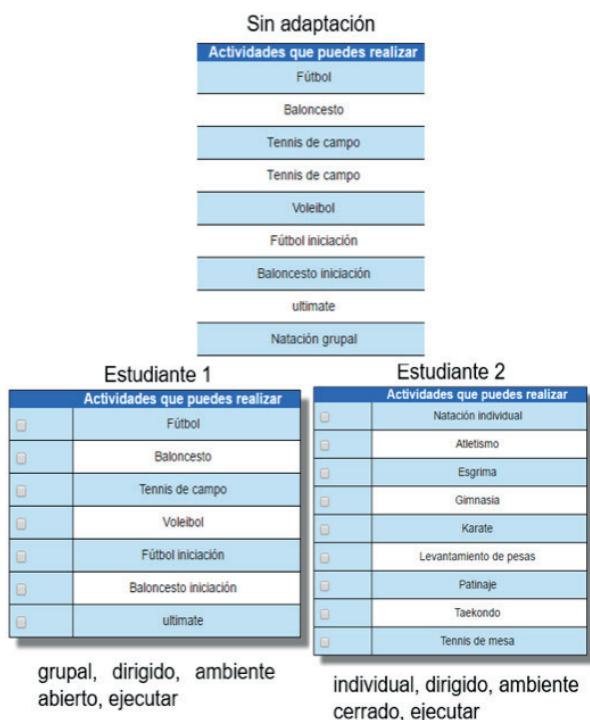 Sin adaptación
Actividades que puedes realizar
Fútbol
Baloncesto
Tennis de campo
Tennis de campo
Voleibol
Fútbol iniciación
Baloncesto iniciación
ultimate
Natación grupal
Estudiante 1
Actividades que puedes realizar
Fútbol
Baloncesto
Tennis de campo
Voleibol
Fútbol iniciación
Baloncesto iniciación
ultimate
grupal, dirigido, ambiente
abierto, ejecutar
Estudiante 2
Actividades que puedes realizar
Natación individual
Atletismo
Esgrima
Gimnasia
Karate
Levantamiento de pesas
Patinaje
Taekondo
Tennis de mesa
individual, dirigido, ambiente
cerrado, ejecutar